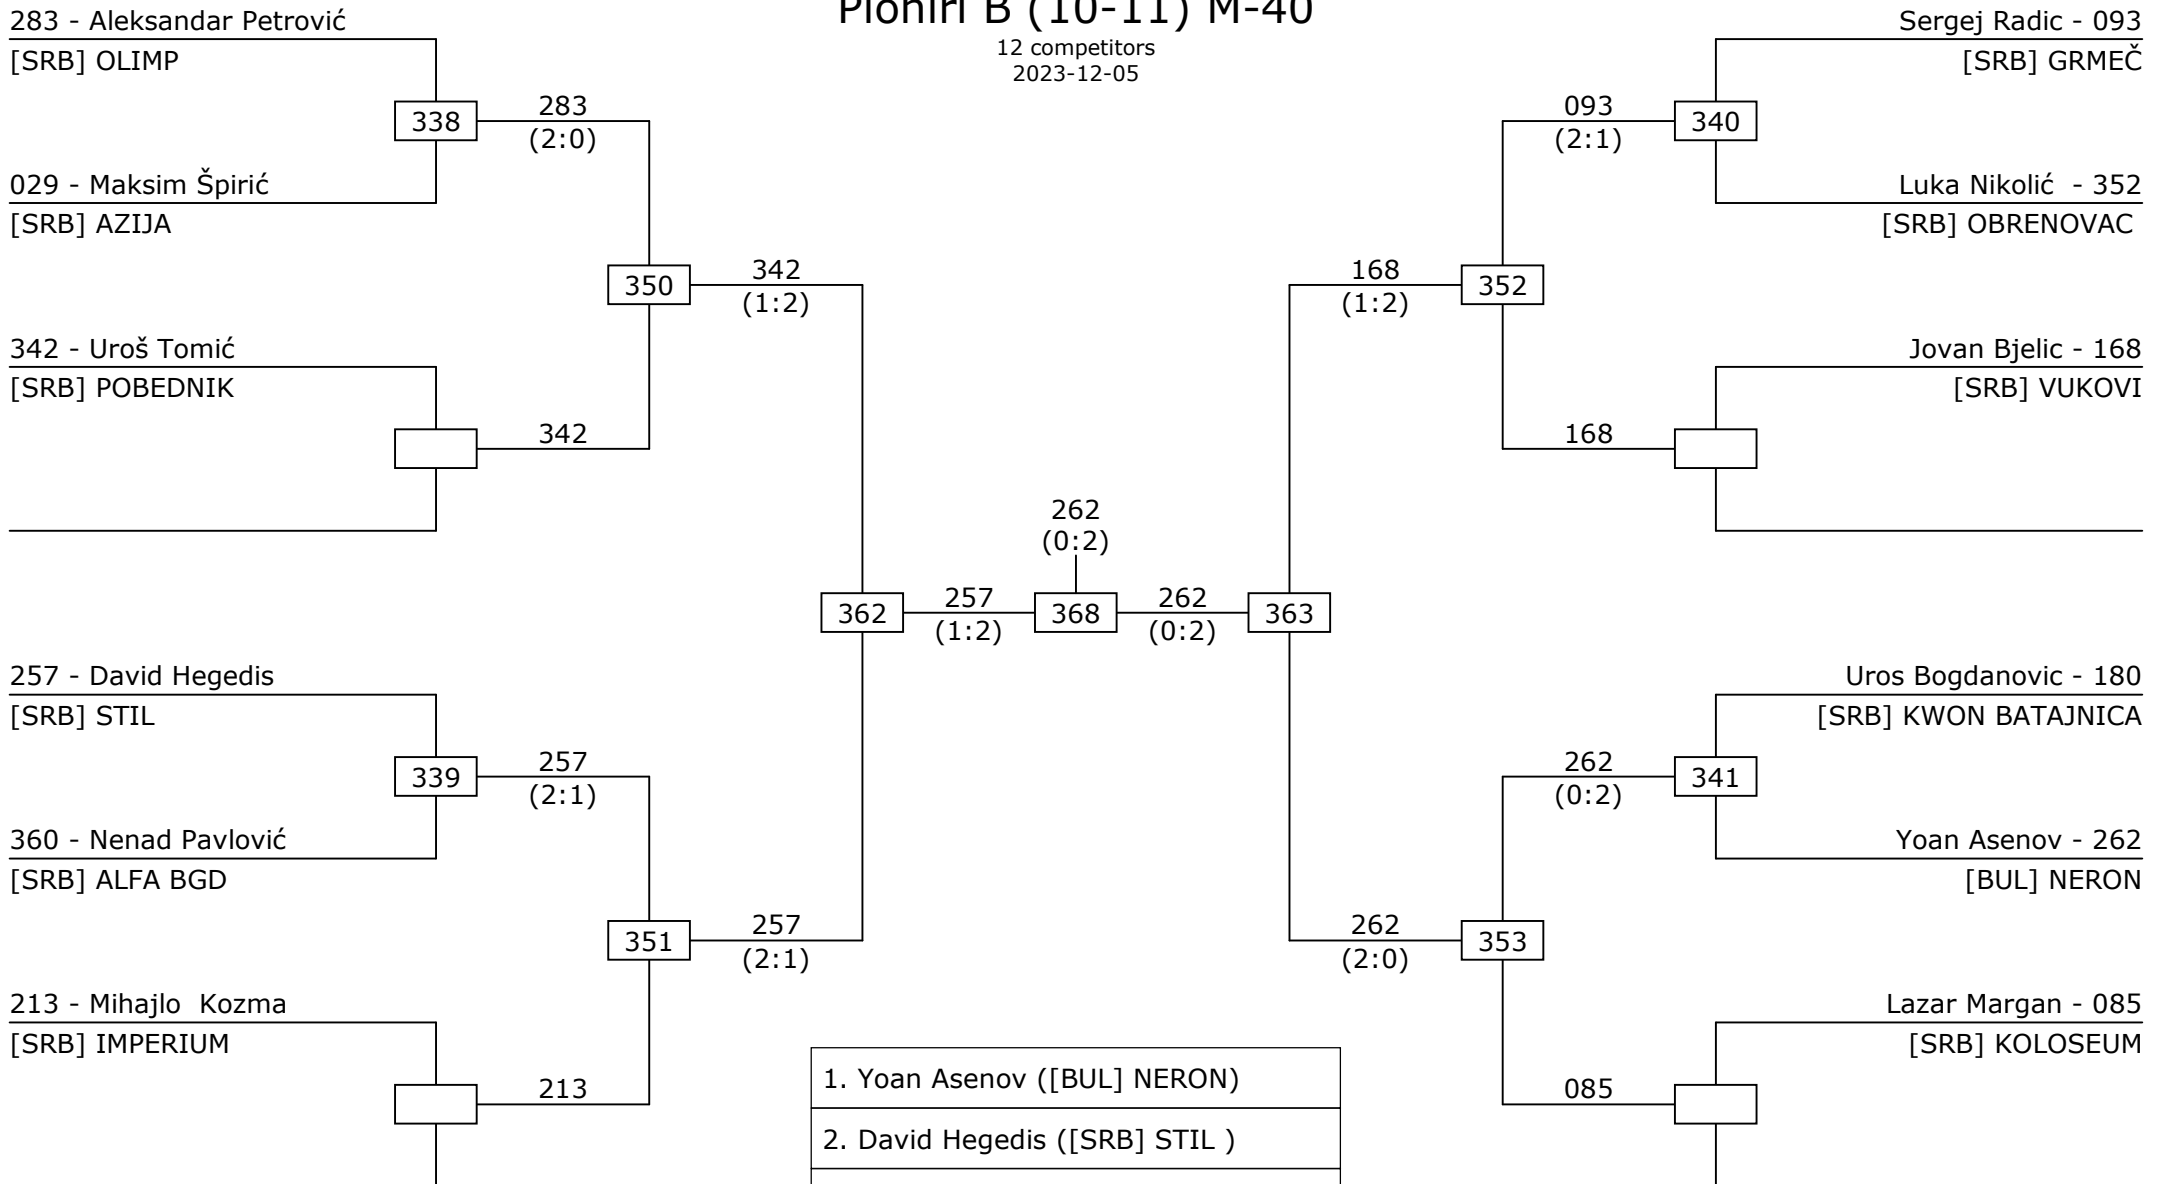 Pioniri B (10-11) M-40
12 competitors
2023-12-05
283 - Aleksandar Petrović
[SRB] OLIMP
338
283
(2:0)
029 - Maksim Špirić
[SRB] AZIJA
350
342
(1:2)
342 - Uroš Tomić
[SRB] POBEDNIK
342
257 - David Hegedis
[SRB] STIL
339
257
(2:1)
360 - Nenad Pavlović
[SRB] ALFA BGD
351
257
(2:1)
213 - Mihajlo  Kozma
[SRB] IMPERIUM
213
362
257
(1:2)
262
(0:2)
368
262
(0:2)
363
Sergej Radic - 093
[SRB] GRMEČ
093
(2:1)
340
Luka Nikolić  - 352
[SRB] OBRENOVAC
168
(1:2)
352
Jovan Bjelic - 168
[SRB] VUKOVI
168
Uros Bogdanovic - 180
[SRB] KWON BATAJNICA
262
(0:2)
341
Yoan Asenov - 262
[BUL] NERON
262
(2:0)
353
Lazar Margan - 085
[SRB] KOLOSEUM
085
1. Yoan Asenov ([BUL] NERON)
2. David Hegedis ([SRB] STIL )